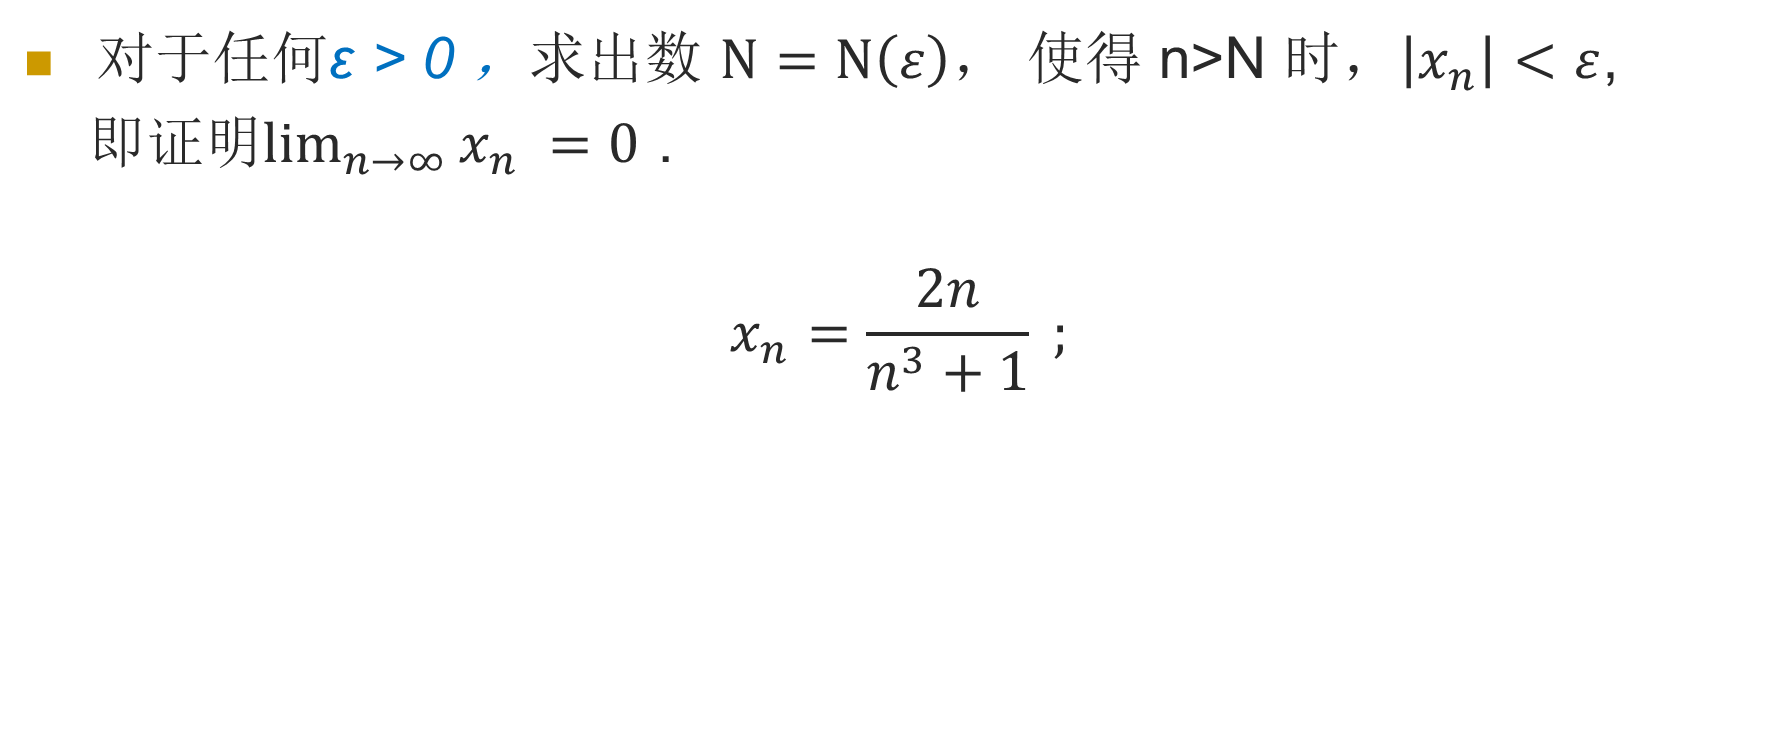 ■ 对于任何ε > 0 ，求出数 N = N(ε)， 使得 n>N 时，|xₙ| < ε,
即证明limₙ→∞ xₙ = 0 .
xₙ = 2n / (n³ + 1) ;